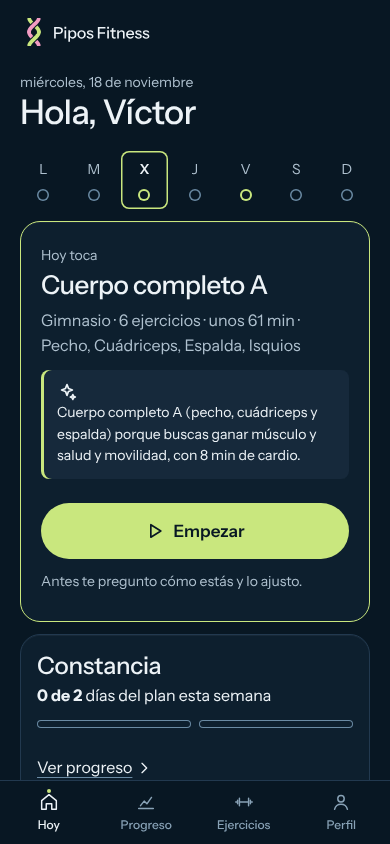 Pipos Fitness
miércoles, 18 de noviembre
Hola, Víctor
L M X J V S D
Hoy toca
Cuerpo completo A
Gimnasio · 6 ejercicios · unos 61 min ·
Pecho, Cuádriceps, Espalda, Isquios
Cuerpo completo A (pecho, cuádriceps y
espalda) porque buscas ganar músculo y
salud y movilidad, con 8 min de cardio.
Empezar
Antes te pregunto cómo estás y lo ajusto.
Constancia
0 de 2 días del plan esta semana
Ver progreso
Hoy Progreso Ejercicios Perfil